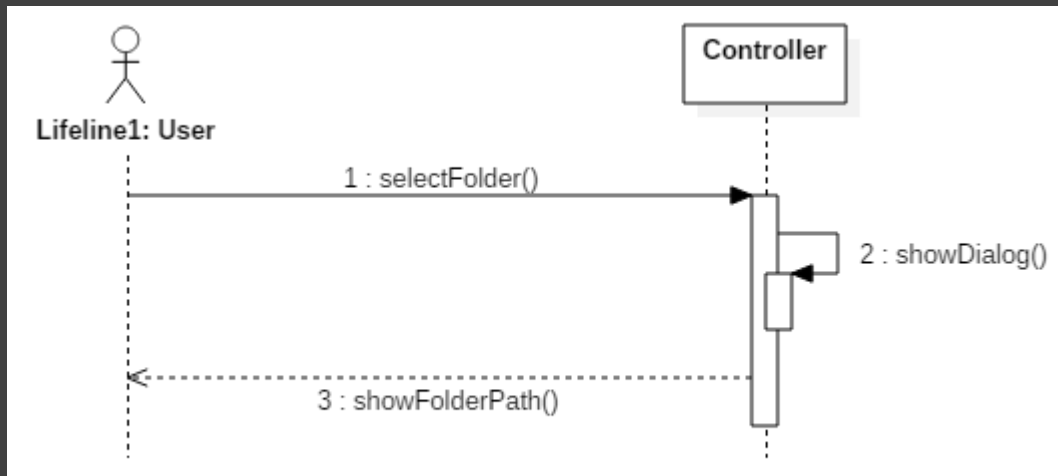 Controller
Lifeline1: User
1 : selectFolder()
2 : showDialog()
3 : showFolderPath()